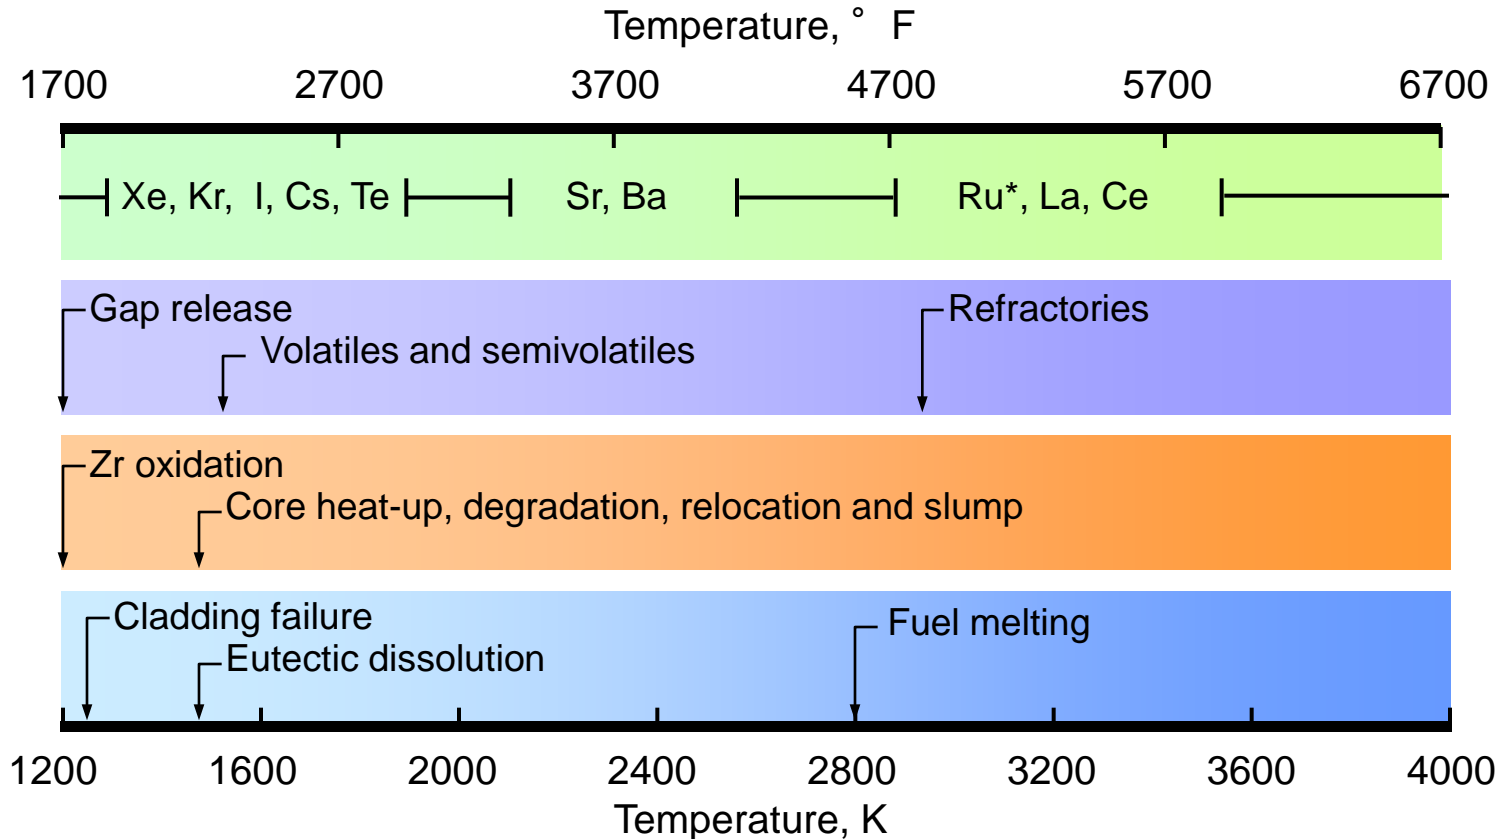 Temperature, ° F
1700 2700 3700 4700 5700 6700
Xe, Kr, I, Cs, Te Sr, Ba Ru*, La, Ce
Gap release Refractories
Volatiles and semivolatiles
Zr oxidation
Core heat-up, degradation, relocation and slump
Cladding failure Fuel melting
Eutectic dissolution
1200 1600 2000 2400 2800 3200 3600 4000
Temperature, K